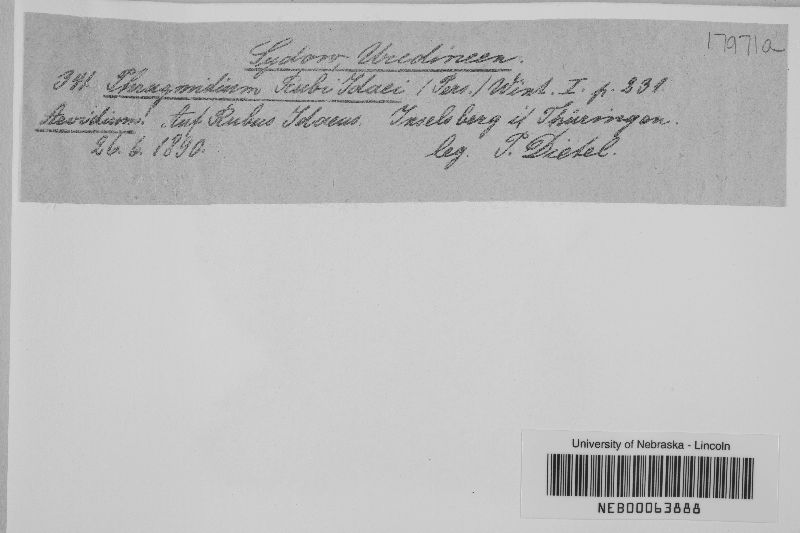 17971a
Sydow, Uredineen.
341. Phragmidium Rubi Idaei. (Pers.) Wint. I. p. 231
Aecidium! Auf Rubus Idaeus. Inselsberg i/ Thüringen.
26. 6. 1890. leg. P. Dietel.
University of Nebraska - Lincoln
NEB00063888